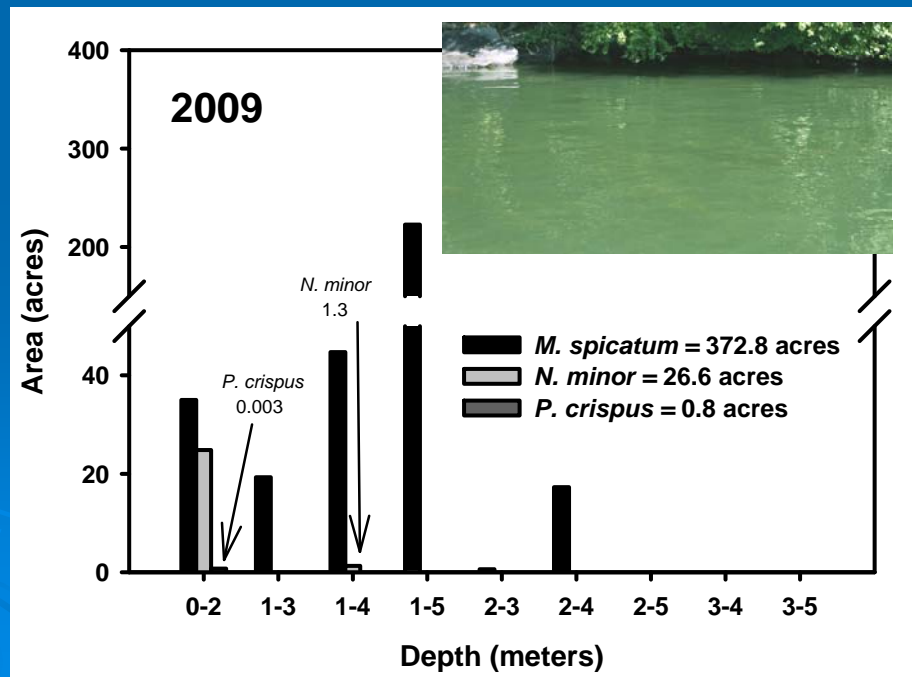 2009
Area (acres)
400
300
200
40
20
0
N. minor
1.3
P. crispus
0.003
M. spicatum = 372.8 acres
N. minor = 26.6 acres
P. crispus = 0.8 acres
0-2 1-3 1-4 1-5 2-3 2-4 2-5 3-4 3-5
Depth (meters)